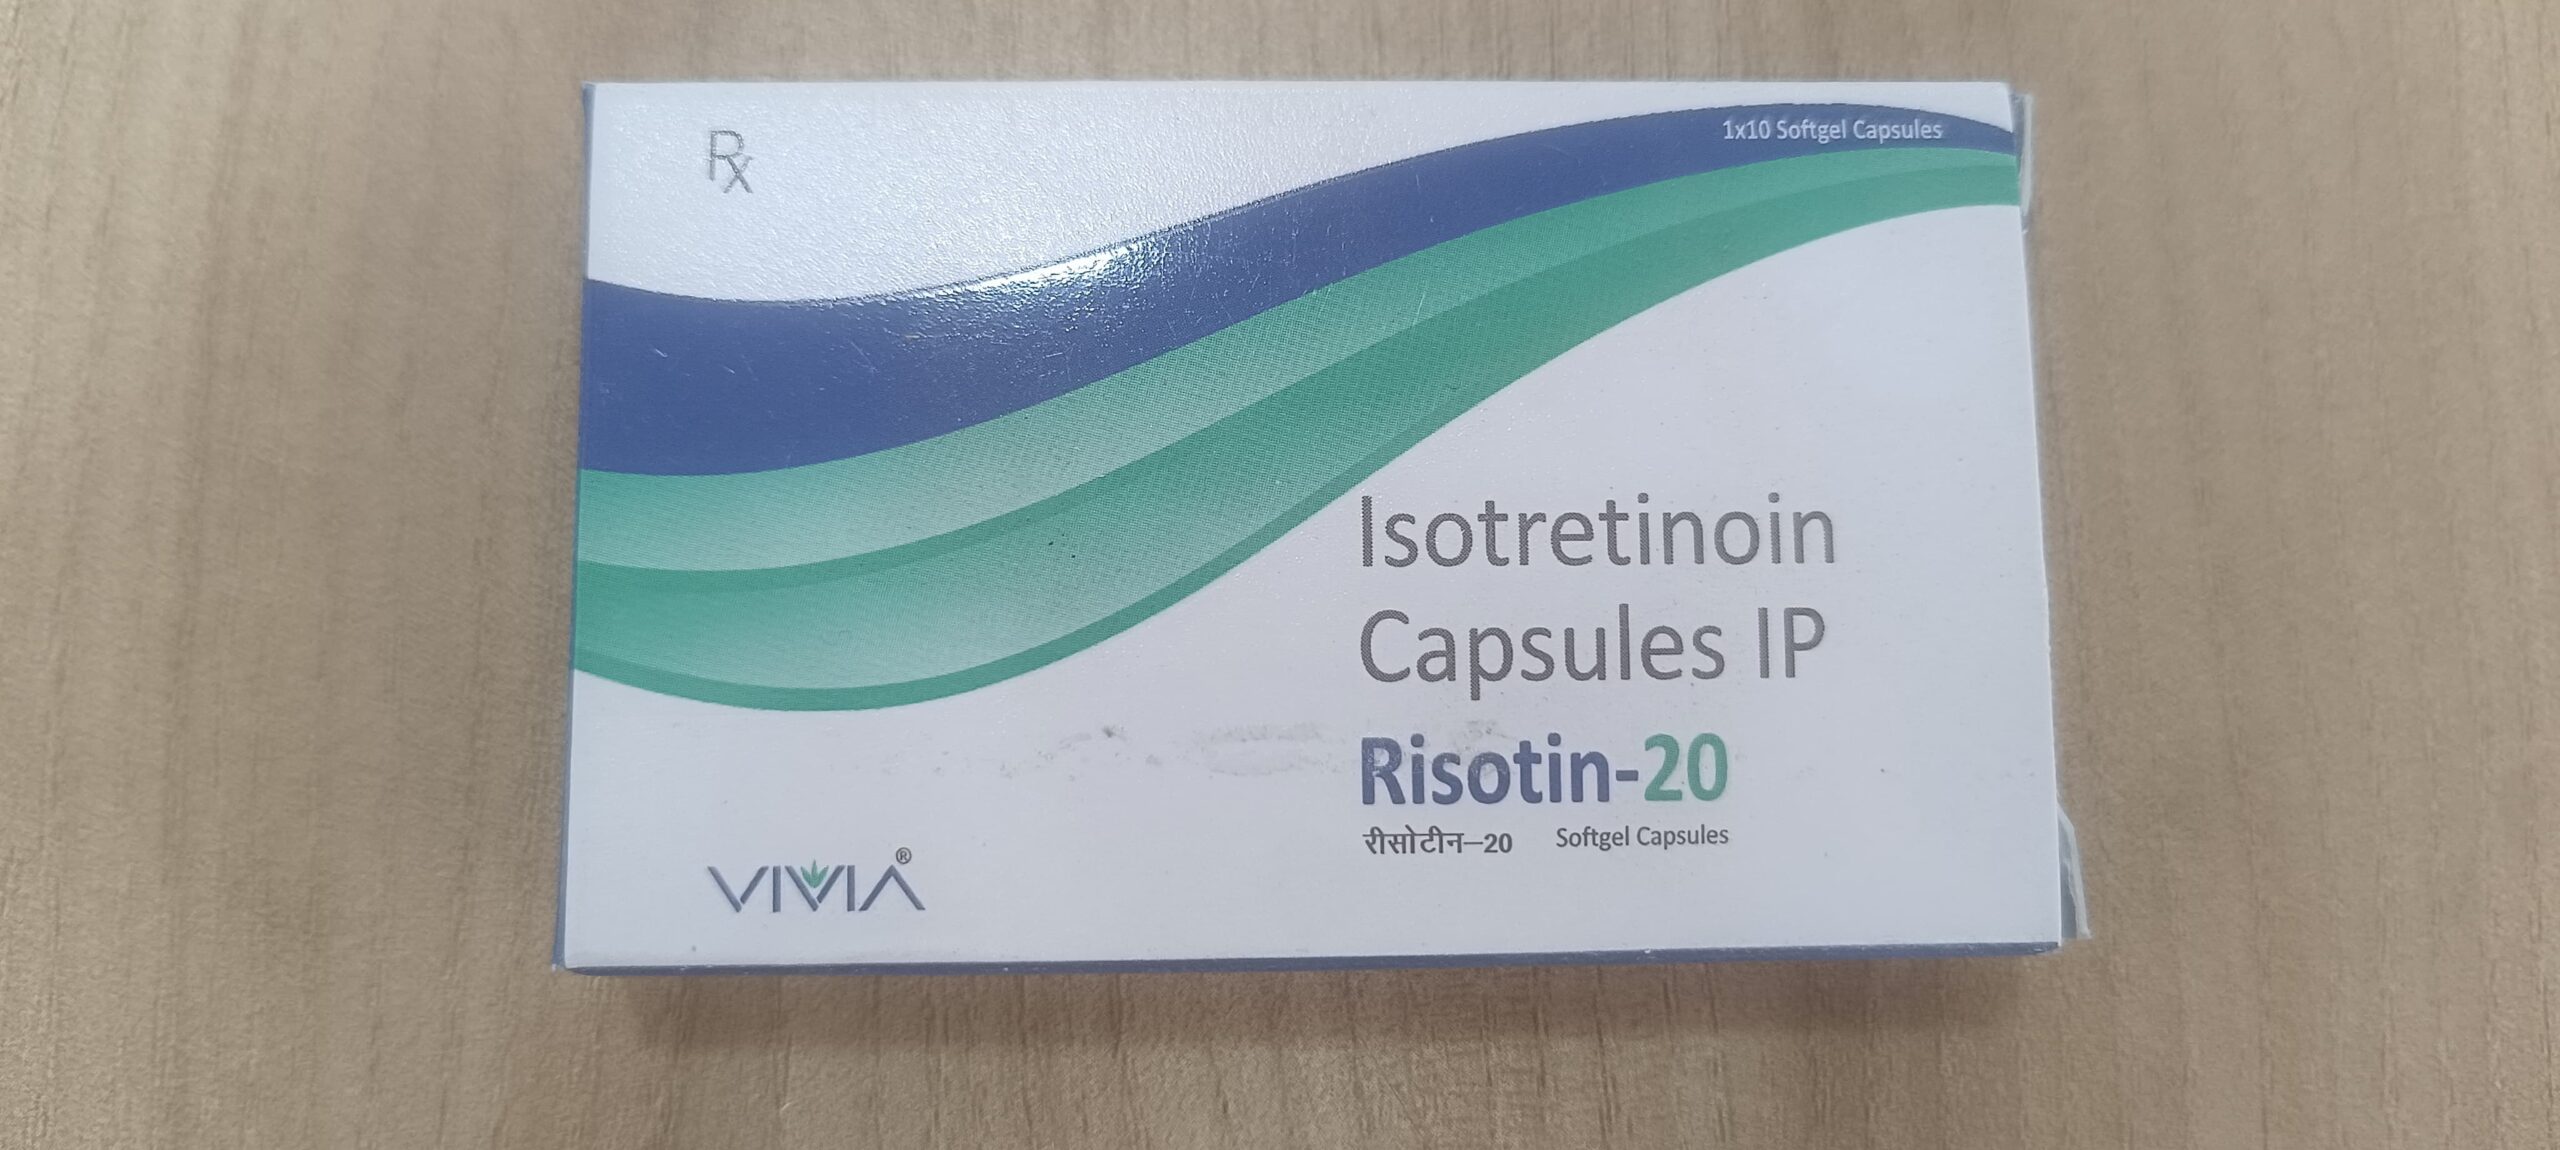 Rx
1x10 Softgel Capsules
Isotretinoin
Capsules IP
Risotin-20
रीसोटीन–20 Softgel Capsules
VIVIA®